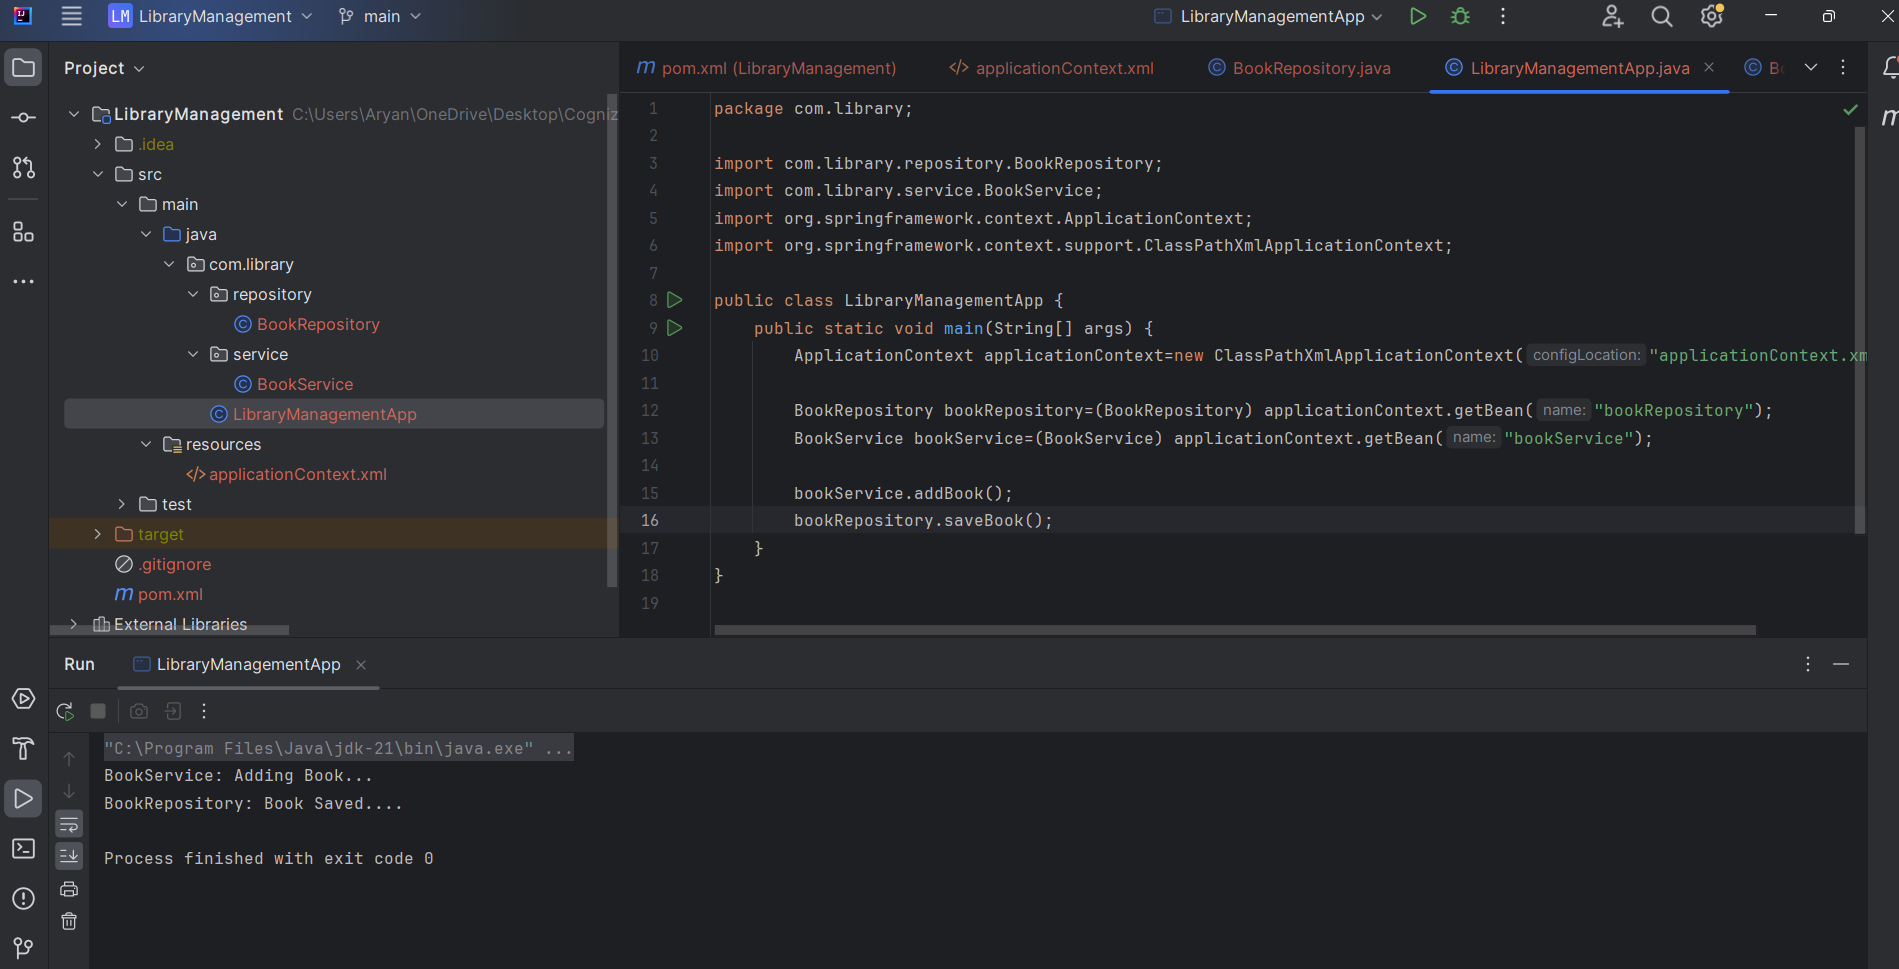 LM LibraryManagement main LibraryManagementApp
Project
LibraryManagement C:\Users\Aryan\OneDrive\Desktop\Cogniz
.idea
src
main
java
com.library
repository
BookRepository
service
BookService
LibraryManagementApp
resources
applicationContext.xml
test
target
.gitignore
pom.xml
External Libraries
pom.xml (LibraryManagement) applicationContext.xml BookRepository.java LibraryManagementApp.java
1 package com.library;
2
3 import com.library.repository.BookRepository;
4 import com.library.service.BookService;
5 import org.springframework.context.ApplicationContext;
6 import org.springframework.context.support.ClassPathXmlApplicationContext;
7
8 public class LibraryManagementApp {
9 public static void main(String[] args) {
10 ApplicationContext applicationContext=new ClassPathXmlApplicationContext( configLocation: "applicationContext.xm
11
12 BookRepository bookRepository=(BookRepository) applicationContext.getBean( name: "bookRepository");
13 BookService bookService=(BookService) applicationContext.getBean( name: "bookService");
14
15 bookService.addBook();
16 bookRepository.saveBook();
17 }
18 }
19
Run LibraryManagementApp
"C:\Program Files\Java\jdk-21\bin\java.exe" ...
BookService: Adding Book...
BookRepository: Book Saved....
Process finished with exit code 0